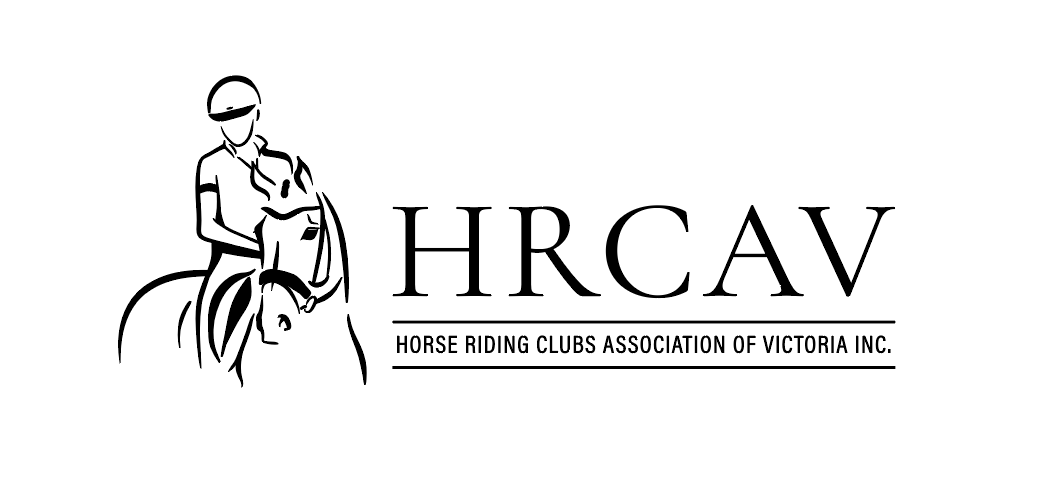 HRCAV
HORSE RIDING CLUBS ASSOCIATION OF VICTORIA INC.